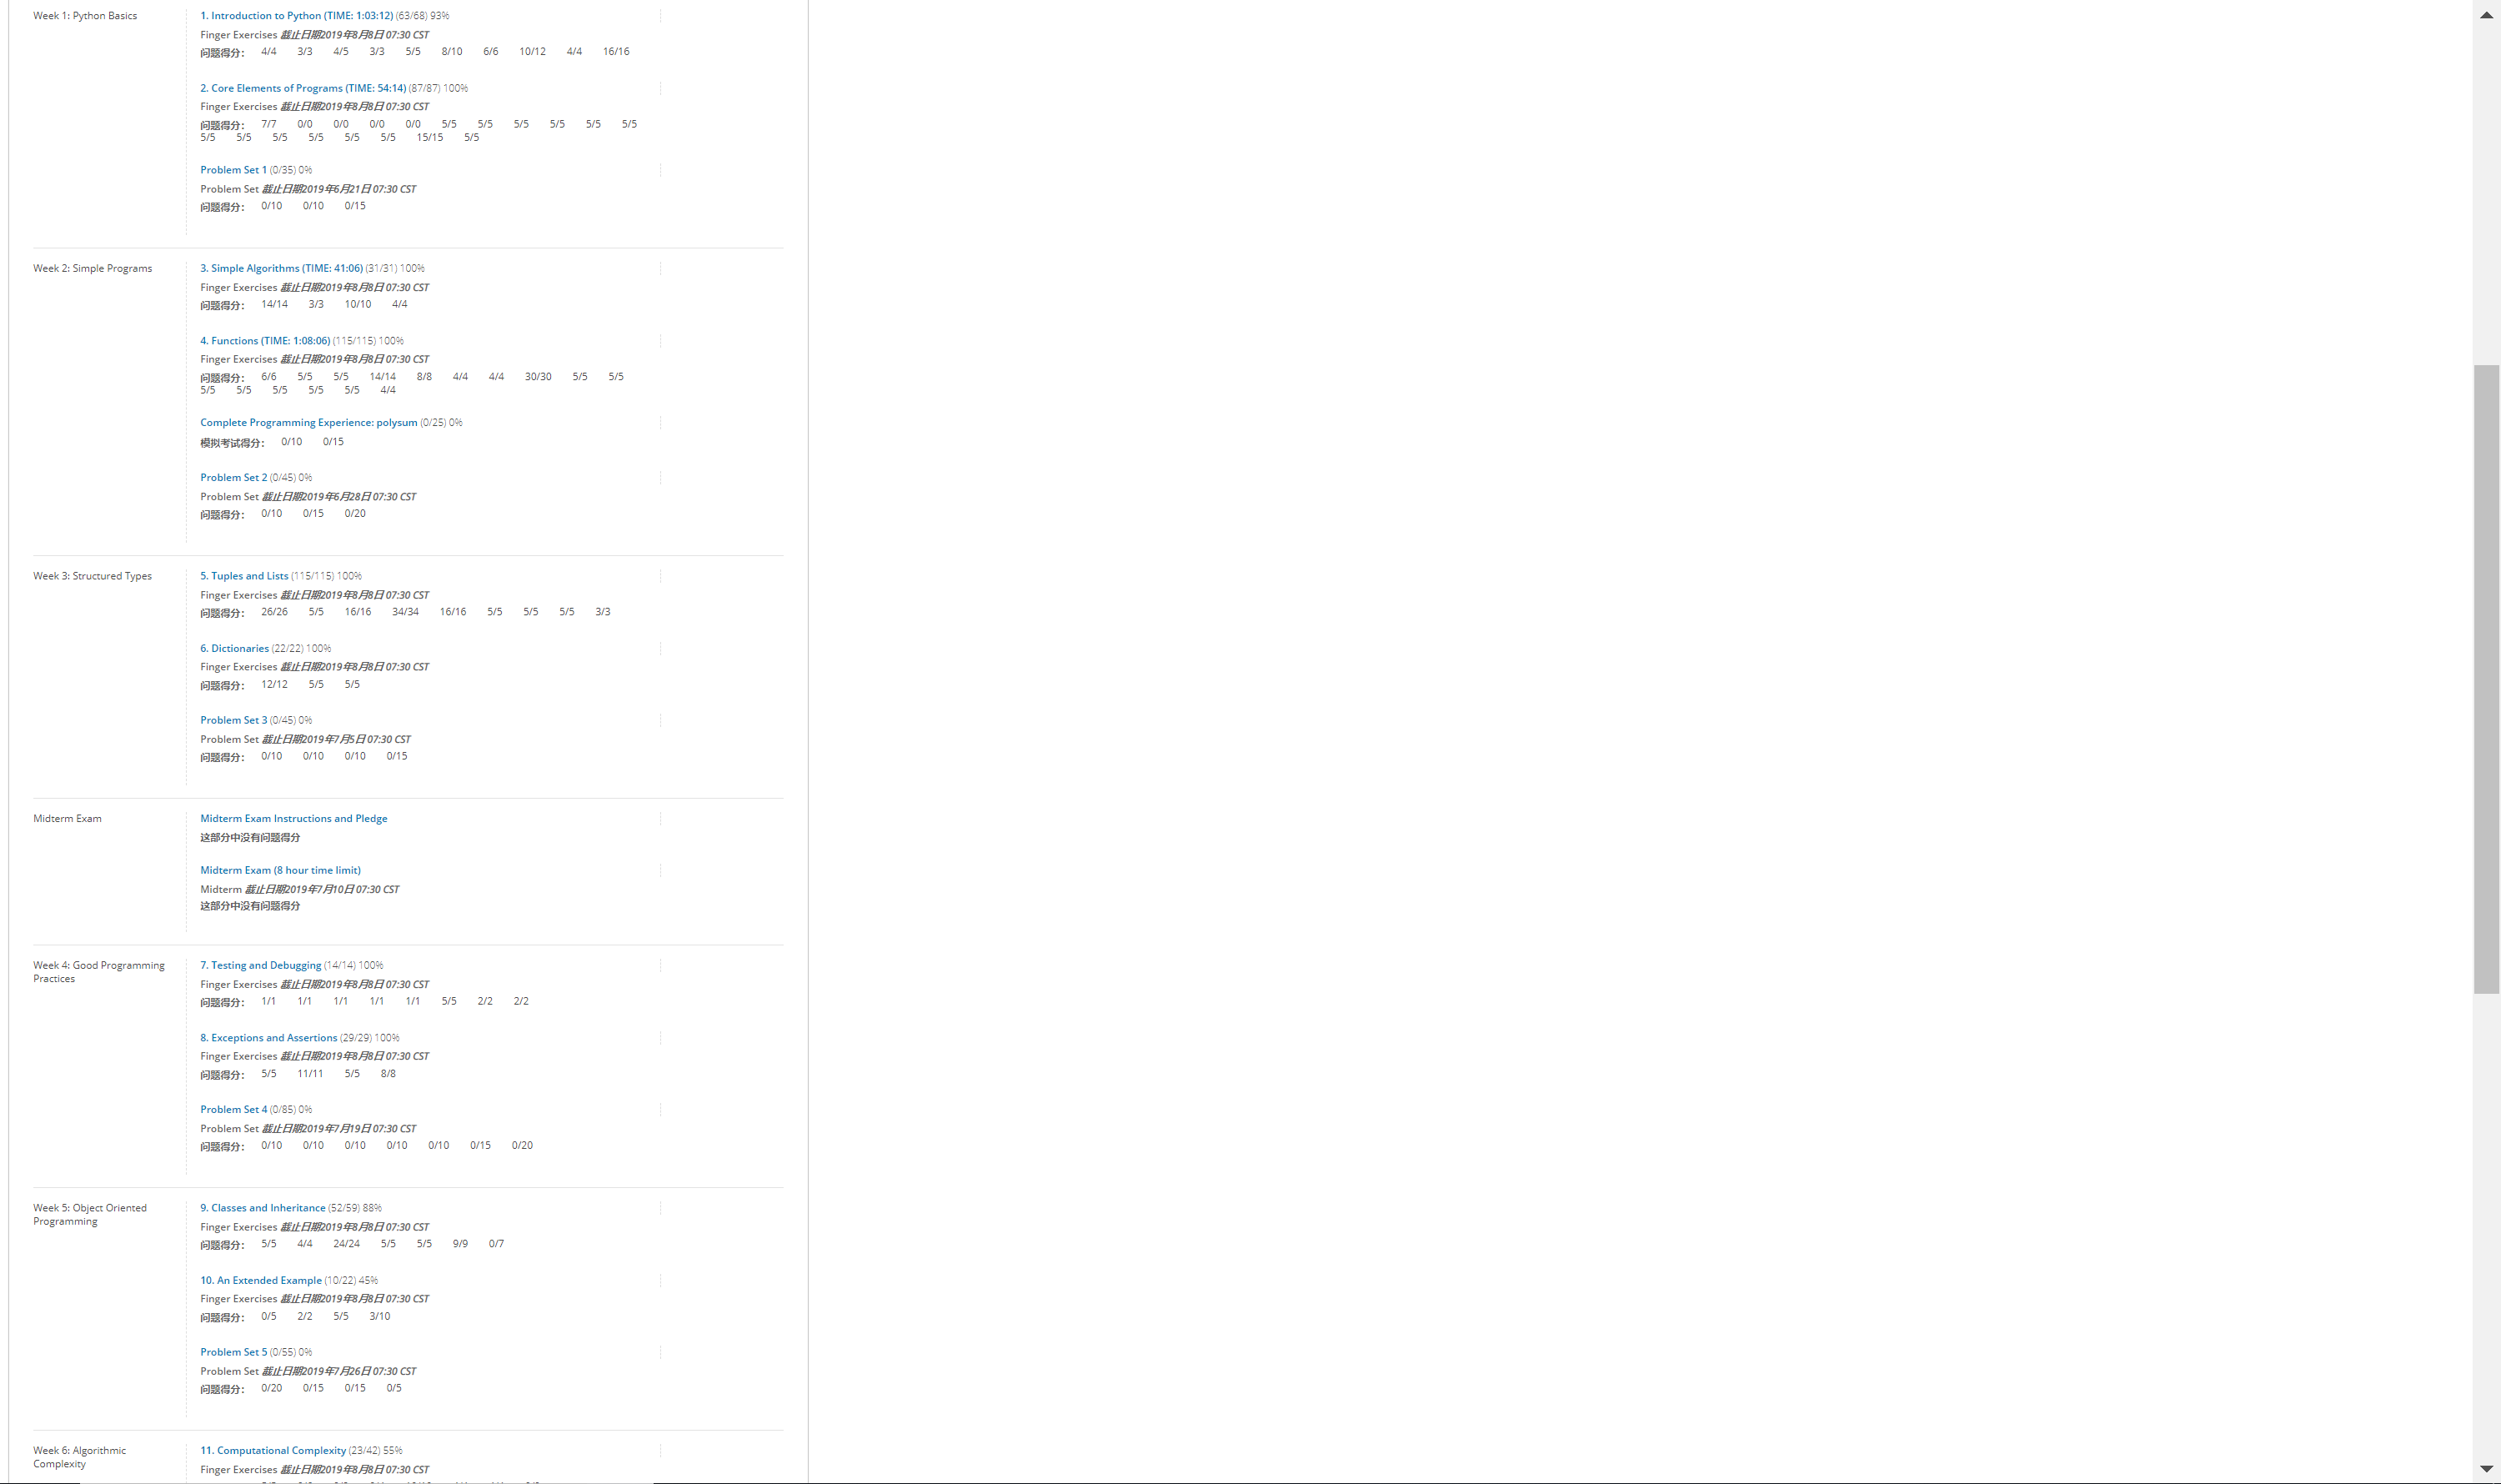 Week 1: Python Basics
1. Introduction to Python (TIME: 1:03:12) (63/68) 93%
Finger Exercises 截止日期2019年8月8日 07:30 CST
问题得分： 4/4 3/3 4/5 3/3 5/5 8/10 6/6 10/12 4/4 16/16
2. Core Elements of Programs (TIME: 54:14) (87/87) 100%
Finger Exercises 截止日期2019年8月8日 07:30 CST
问题得分： 7/7 0/0 0/0 0/0 0/0 5/5 5/5 5/5 5/5 5/5 5/5
5/5 5/5 5/5 5/5 5/5 5/5 15/15 5/5
Problem Set 1 (0/35) 0%
Problem Set 截止日期2019年6月21日 07:30 CST
问题得分： 0/10 0/10 0/15
Week 2: Simple Programs
3. Simple Algorithms (TIME: 41:06) (31/31) 100%
Finger Exercises 截止日期2019年8月8日 07:30 CST
问题得分： 14/14 3/3 10/10 4/4
4. Functions (TIME: 1:08:06) (115/115) 100%
Finger Exercises 截止日期2019年8月8日 07:30 CST
问题得分： 6/6 5/5 5/5 14/14 8/8 4/4 4/4 30/30 5/5 5/5
5/5 5/5 5/5 5/5 5/5 4/4
Complete Programming Experience: polysum (0/25) 0%
模拟考试得分： 0/10 0/15
Problem Set 2 (0/45) 0%
Problem Set 截止日期2019年6月28日 07:30 CST
问题得分： 0/10 0/15 0/20
Week 3: Structured Types
5. Tuples and Lists (115/115) 100%
Finger Exercises 截止日期2019年8月8日 07:30 CST
问题得分： 26/26 5/5 16/16 34/34 16/16 5/5 5/5 5/5 3/3
6. Dictionaries (22/22) 100%
Finger Exercises 截止日期2019年8月8日 07:30 CST
问题得分： 12/12 5/5 5/5
Problem Set 3 (0/45) 0%
Problem Set 截止日期2019年7月5日 07:30 CST
问题得分： 0/10 0/10 0/10 0/15
Midterm Exam
Midterm Exam Instructions and Pledge
这部分中没有问题得分
Midterm Exam (8 hour time limit)
Midterm 截止日期2019年7月10日 07:30 CST
这部分中没有问题得分
Week 4: Good Programming
Practices
7. Testing and Debugging (14/14) 100%
Finger Exercises 截止日期2019年8月8日 07:30 CST
问题得分： 1/1 1/1 1/1 1/1 1/1 5/5 2/2 2/2
8. Exceptions and Assertions (29/29) 100%
Finger Exercises 截止日期2019年8月8日 07:30 CST
问题得分： 5/5 11/11 5/5 8/8
Problem Set 4 (0/85) 0%
Problem Set 截止日期2019年7月19日 07:30 CST
问题得分： 0/10 0/10 0/10 0/10 0/10 0/15 0/20
Week 5: Object Oriented
Programming
9. Classes and Inheritance (52/59) 88%
Finger Exercises 截止日期2019年8月8日 07:30 CST
问题得分： 5/5 4/4 24/24 5/5 5/5 9/9 0/7
10. An Extended Example (10/22) 45%
Finger Exercises 截止日期2019年8月8日 07:30 CST
问题得分： 0/5 2/2 5/5 3/10
Problem Set 5 (0/55) 0%
Problem Set 截止日期2019年7月26日 07:30 CST
问题得分： 0/20 0/15 0/15 0/5
Week 6: Algorithmic
Complexity
11. Computational Complexity (23/42) 55%
Finger Exercises 截止日期2019年8月8日 07:30 CST